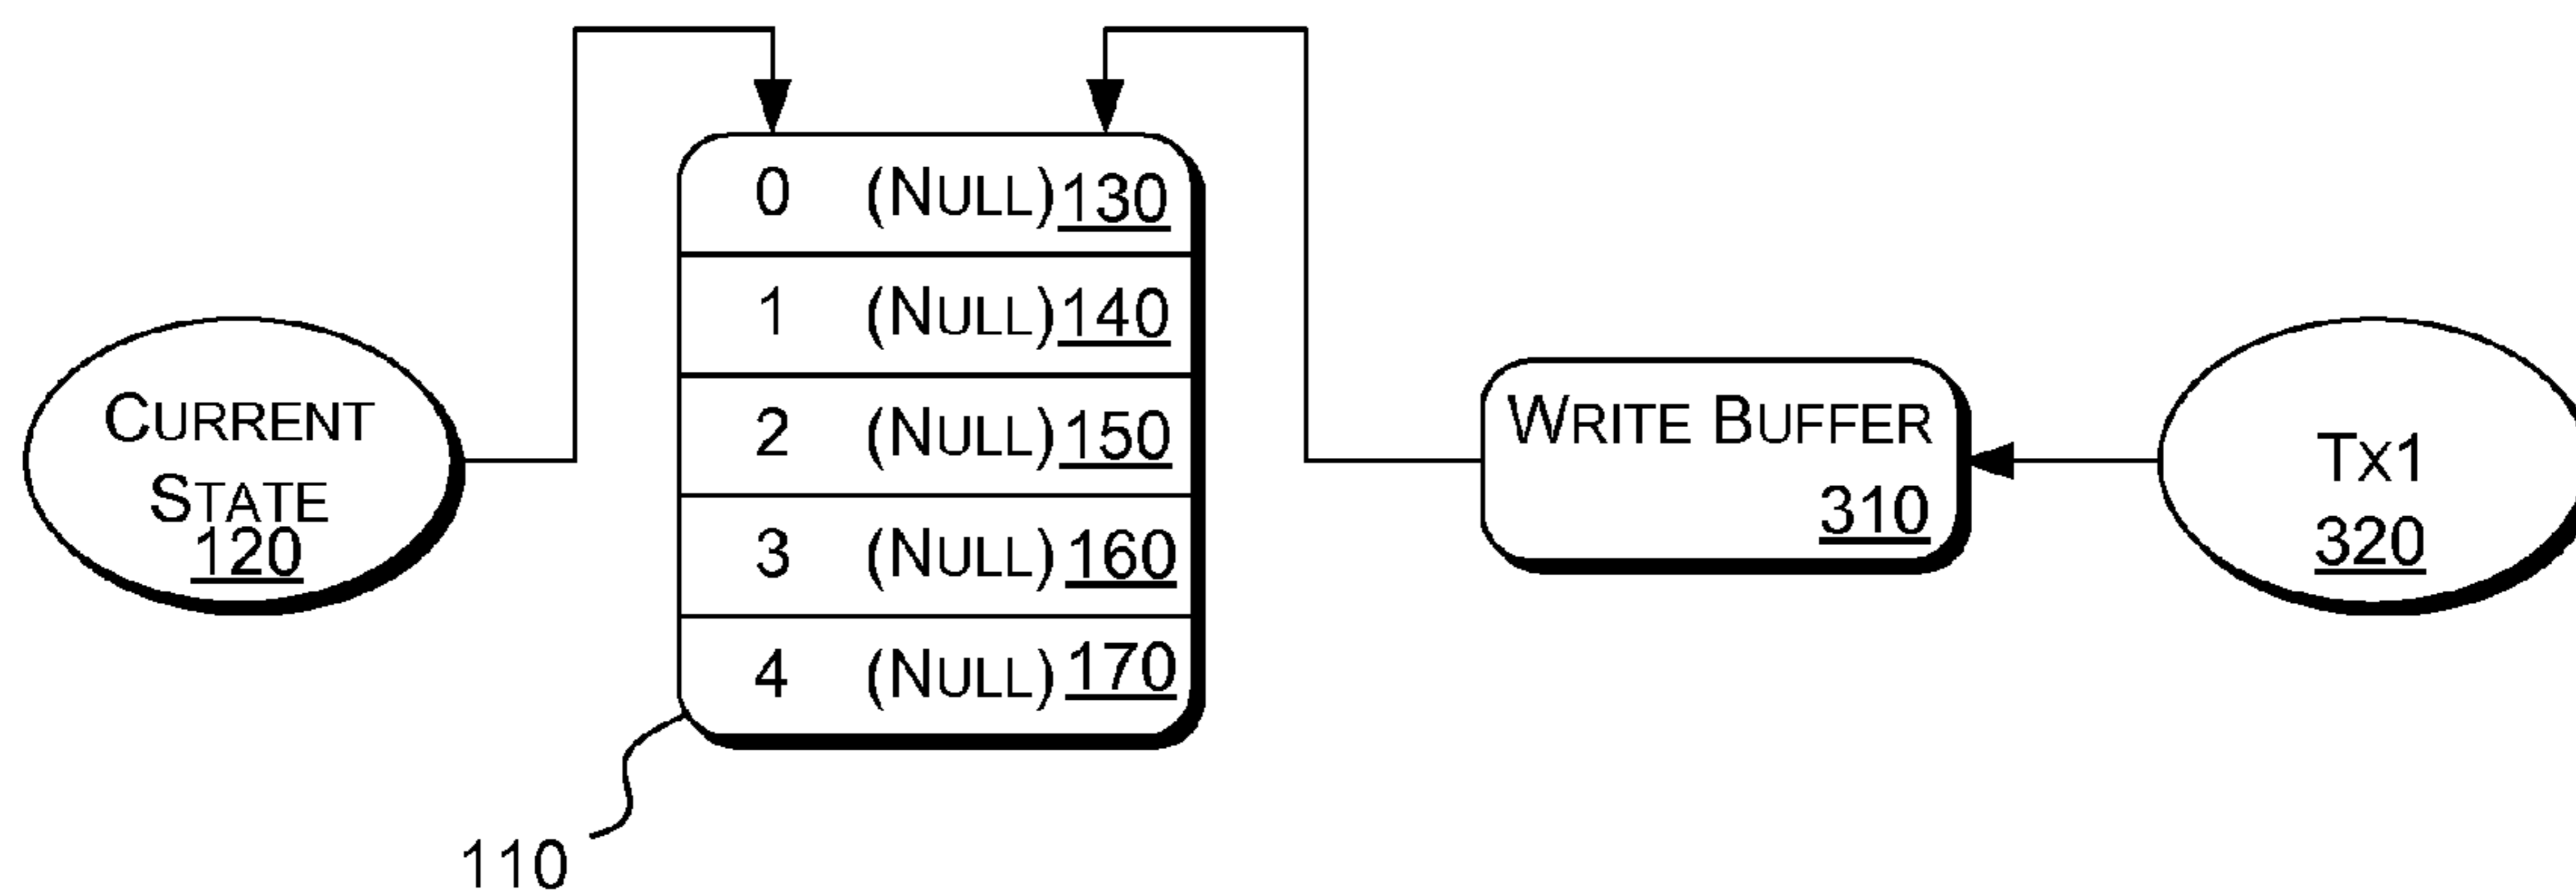 CURRENT
STATE
120
0 (NULL) 130
1 (NULL) 140
2 (NULL) 150
3 (NULL) 160
4 (NULL) 170
110
WRITE BUFFER
310
TX1
320